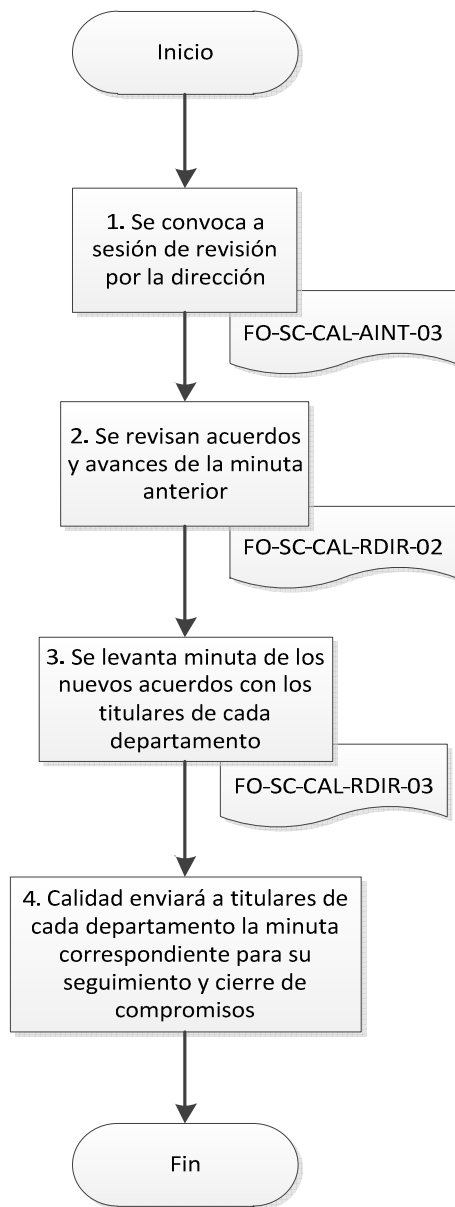 Inicio
1. Se convoca a
sesión de revisión
por la dirección
FO-SC-CAL-AINT-03
2. Se revisan acuerdos
y avances de la minuta
anterior
FO-SC-CAL-RDIR-02
3. Se levanta minuta de los
nuevos acuerdos con los
titulares de cada
departamento
FO-SC-CAL-RDIR-03
4. Calidad enviará a titulares de
cada departamento la minuta
correspondiente para su
seguimiento y cierre de
compromisos
Fin